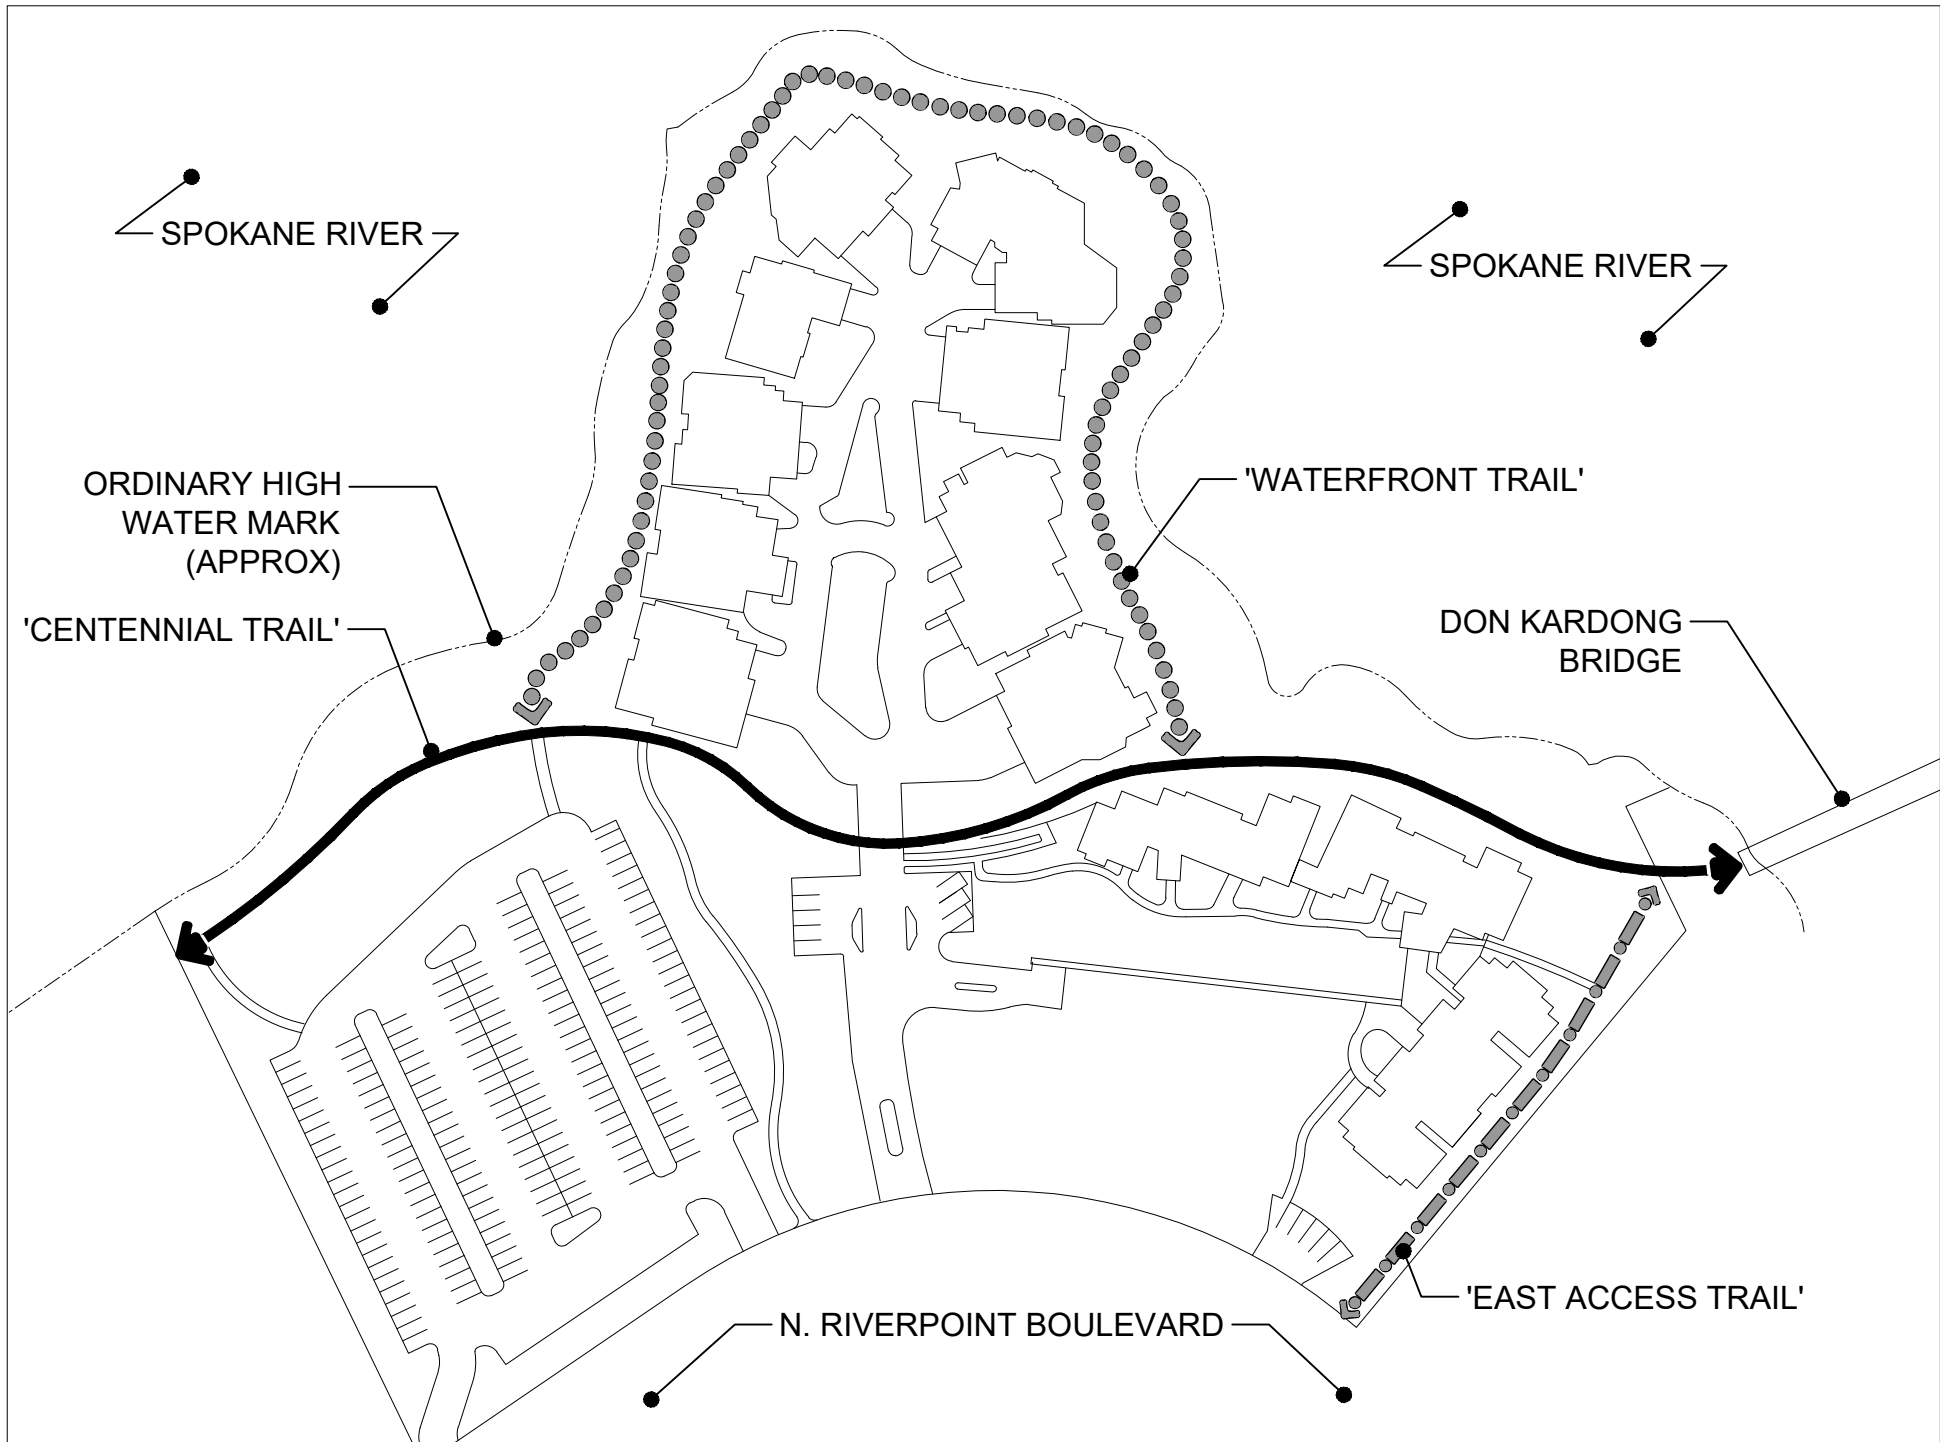 SPOKANE RIVER
SPOKANE RIVER
ORDINARY HIGH
WATER MARK
(APPROX)
'WATERFRONT TRAIL'
'CENTENNIAL TRAIL'
DON KARDONG
BRIDGE
'EAST ACCESS TRAIL'
N. RIVERPOINT BOULEVARD